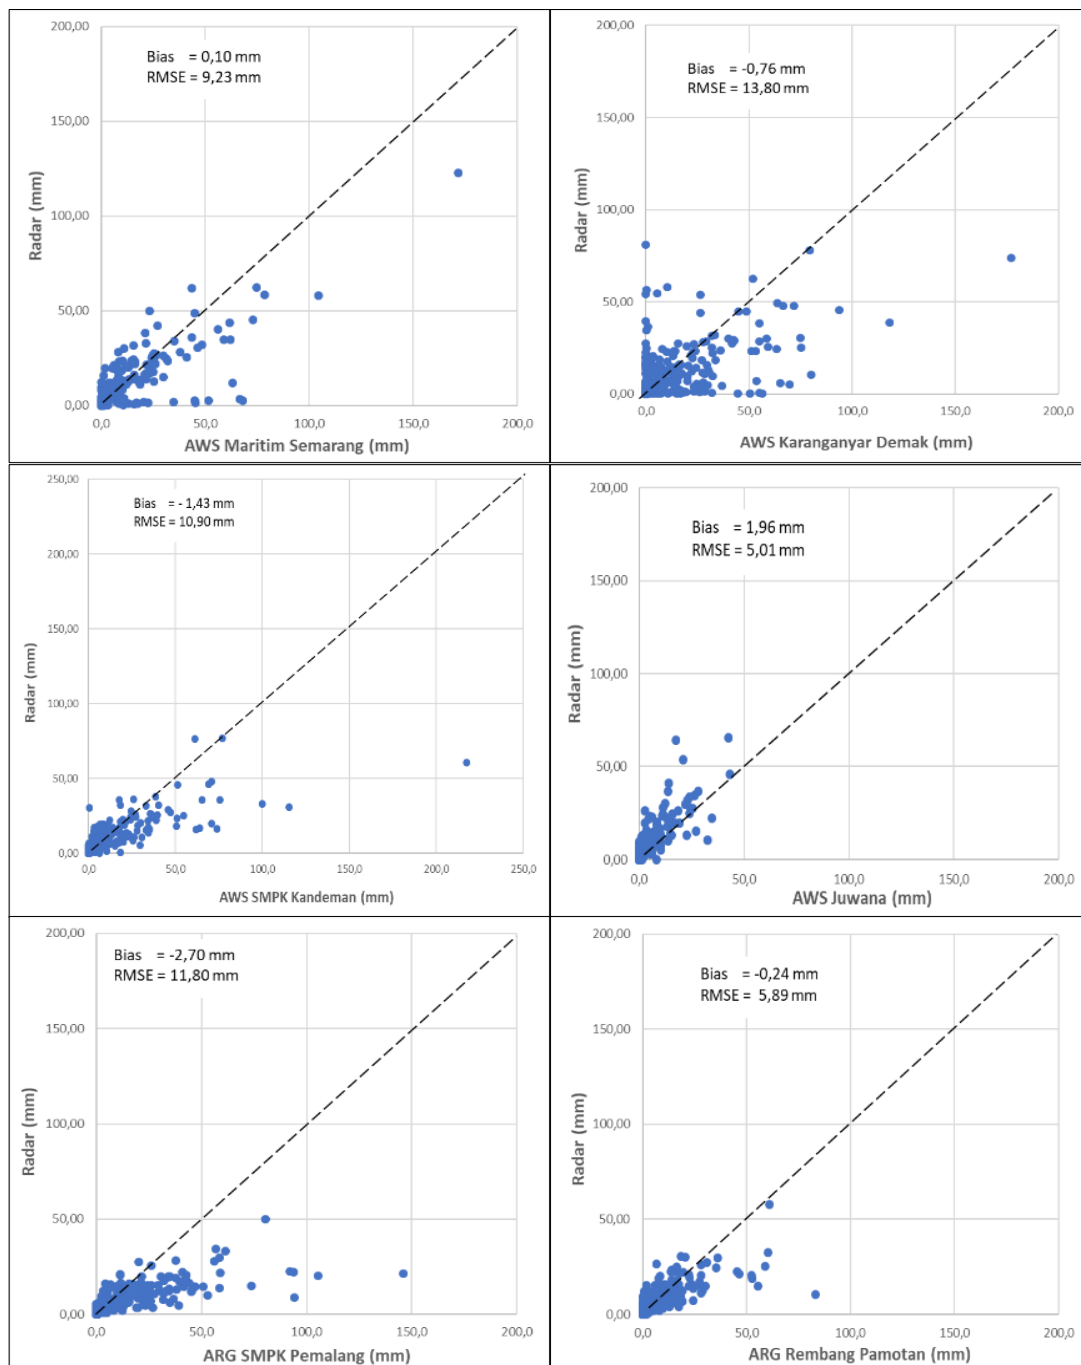 200,00
Bias = 0,10 mm
RMSE = 9,23 mm
150,00
Radar (mm)
100,00
50,00
0,00
0,0 50,0 100,0 150,0 200,0
AWS Maritim Semarang (mm)
200,00
Bias = -0,76 mm
RMSE = 13,80 mm
150,00
Radar (mm)
100,00
50,00
0,00
0,0 50,0 100,0 150,0 200,0
AWS Karanganyar Demak (mm)
250,00
Bias = - 1,43 mm
RMSE = 10,90 mm
200,00
150,00
Radar (mm)
100,00
50,00
0,00
0,0 50,0 100,0 150,0 200,0 250,0
AWS SMPK Kandeman (mm)
200,00
Bias = 1,96 mm
RMSE = 5,01 mm
150,00
Radar (mm)
100,00
50,00
0,00
0,0 50,0 100,0 150,0 200,0
AWS Juwana (mm)
200,00
Bias = -2,70 mm
RMSE = 11,80 mm
150,00
Radar (mm)
100,00
50,00
0,00
0,0 50,0 100,0 150,0 200,0
ARG SMPK Pemalang (mm)
200,00
Bias = -0,24 mm
RMSE = 5,89 mm
150,00
Radar (mm)
100,00
50,00
0,00
0,0 50,0 100,0 150,0 200,0
ARG Rembang Pamotan (mm)